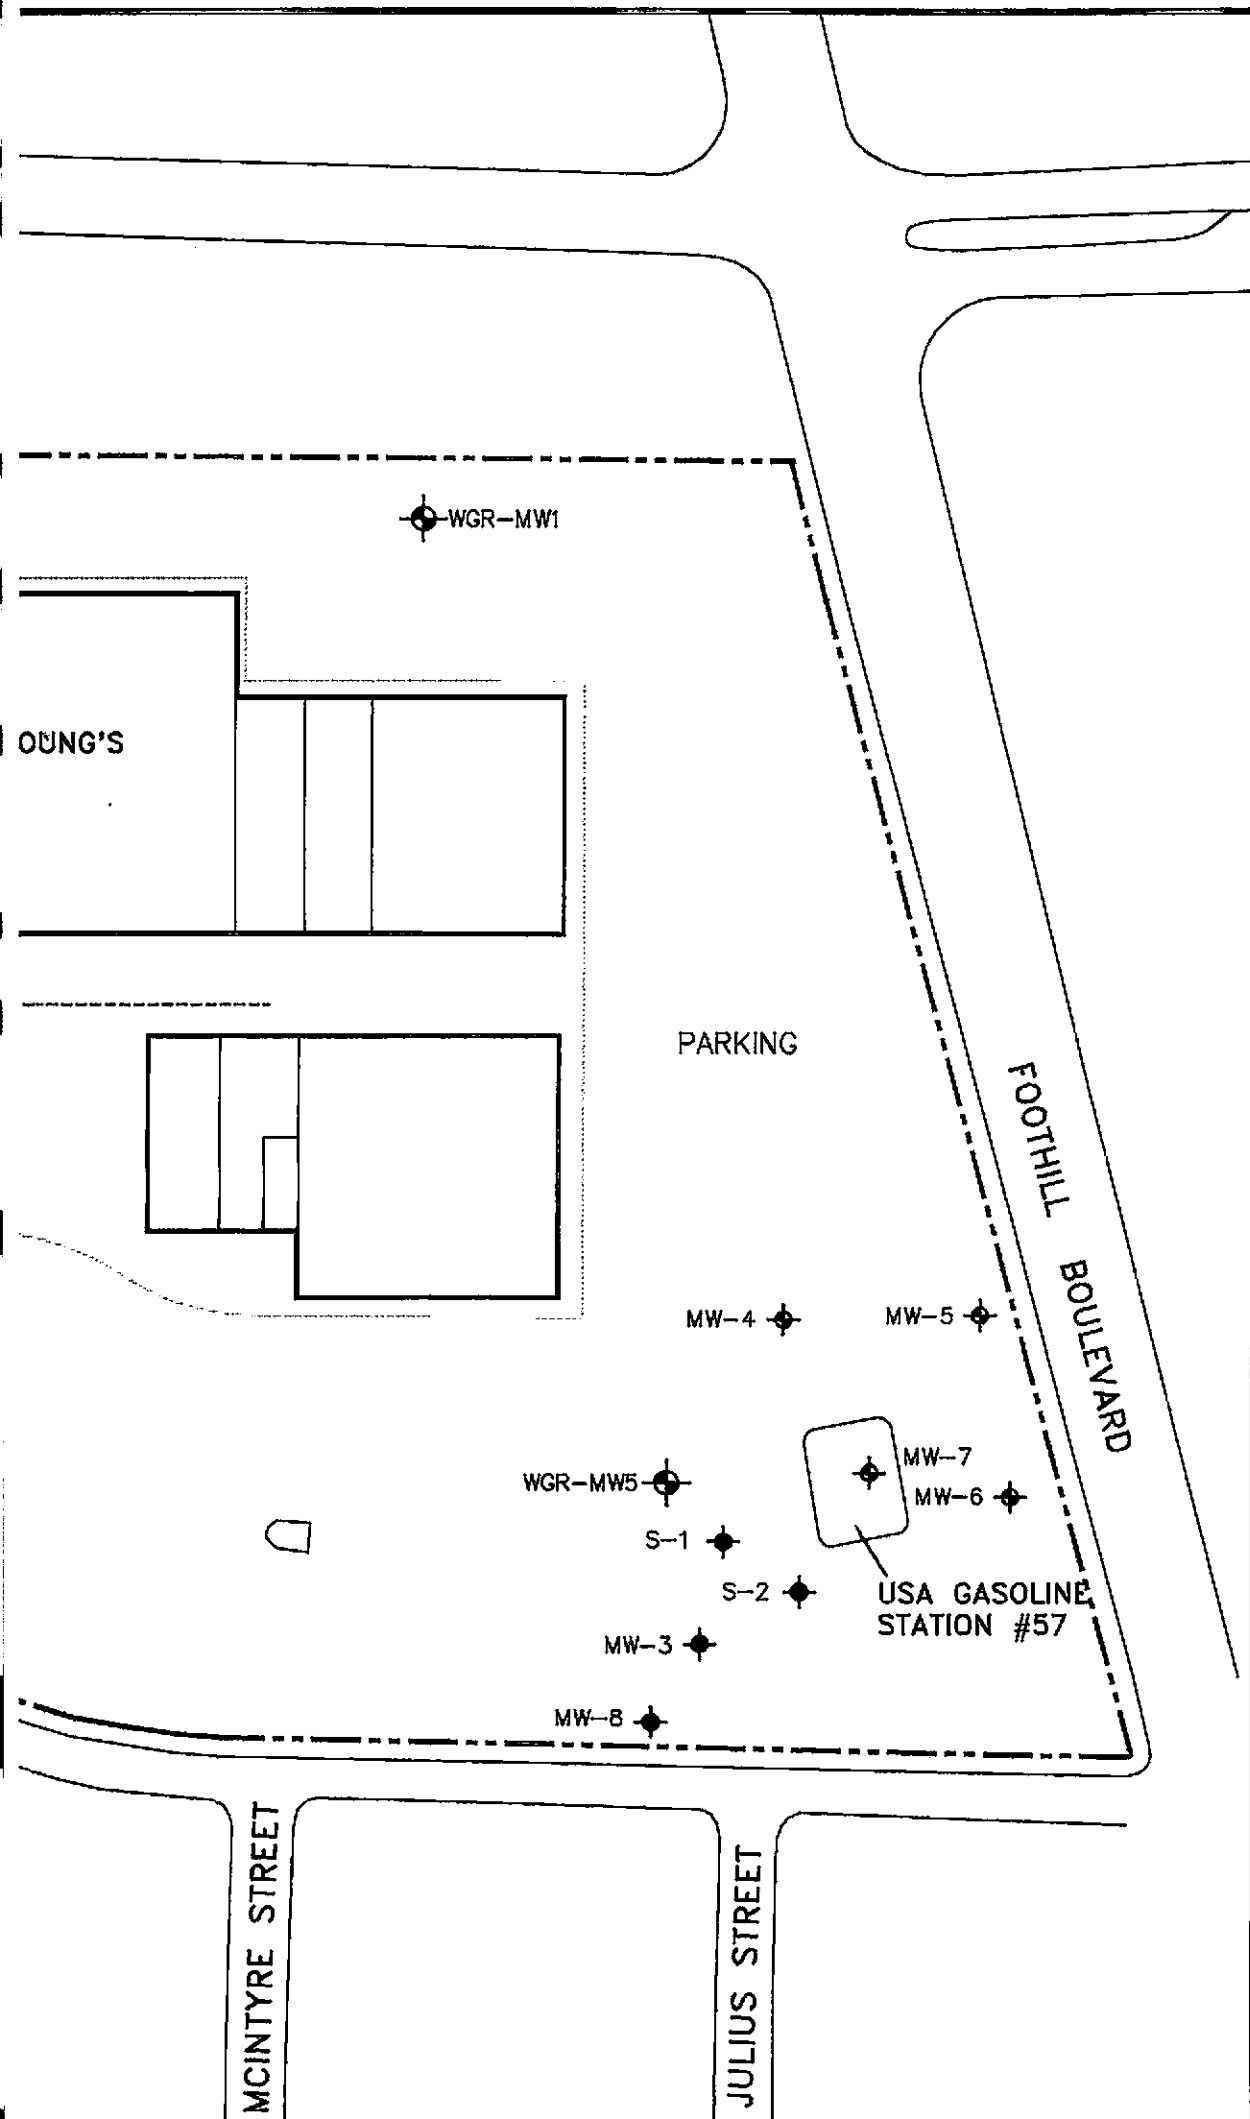 WGR-MW1
OUNG'S
PARKING
FOOTHILL BOULEVARD
MW-4
MW-5
MW-7
WGR-MW5
MW-6
S-1
S-2
USA GASOLINE
STATION #57
MW-3
MW-8
MCINTYRE STREET
JULIUS STREET